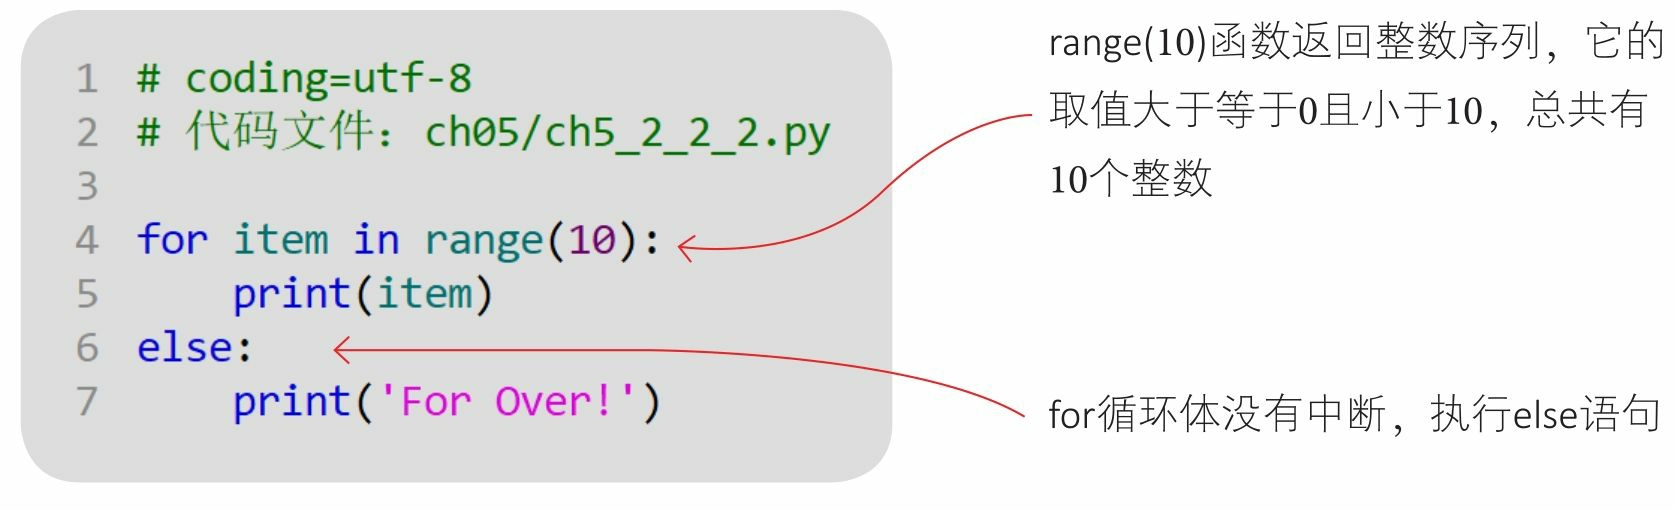 1 # coding=utf-8
2 # 代码文件：ch05/ch5_2_2_2.py
3
4 for item in range(10):
5     print(item)
6 else:
7     print('For Over!')
range(10)函数返回整数序列，它的
取值大于等于0且小于10，总共有
10个整数
for循环体没有中断，执行else语句